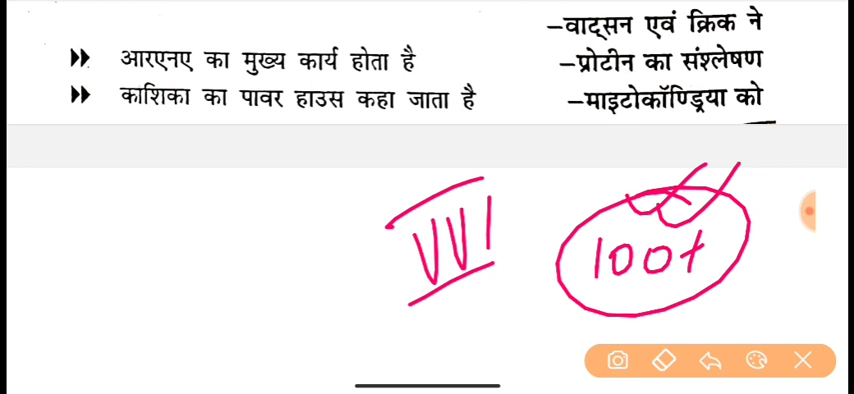 –वाट्सन एवं क्रिक ने
▸▸ आरएनए का मुख्य कार्य होता है –प्रोटीन का संश्लेषण
▸▸ काशिका का पावर हाउस कहा जाता है –माइटोकॉण्ड्रिया को
VVI 100+